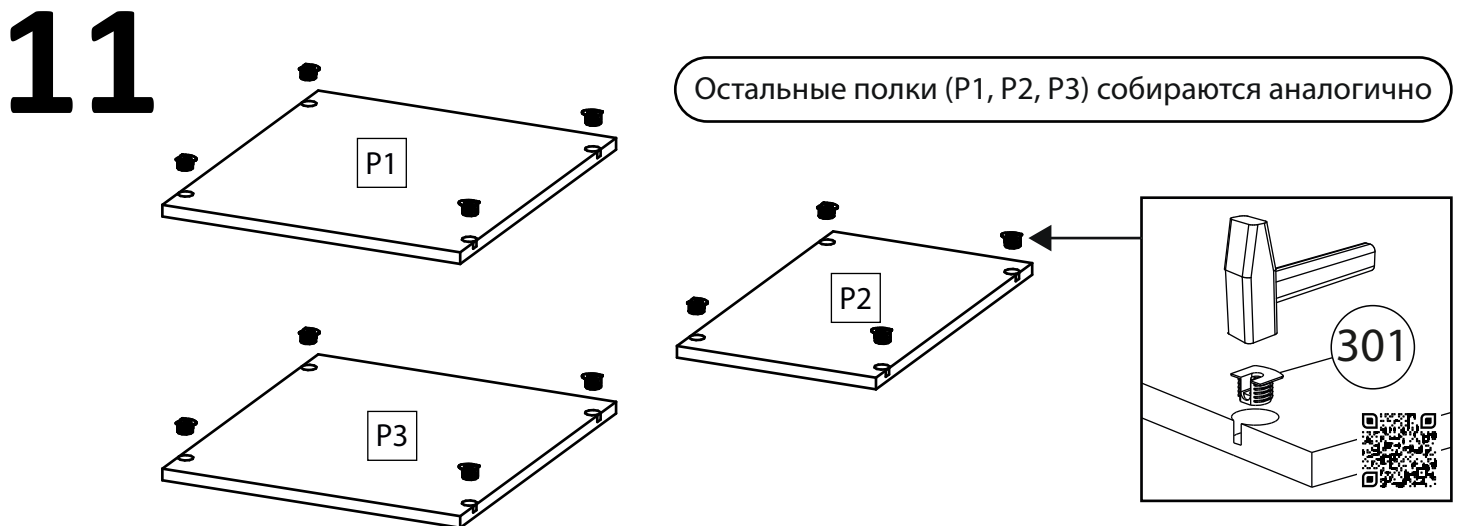 11
Остальные полки (P1, P2, P3) собираются аналогично
P1
P2
301
P3